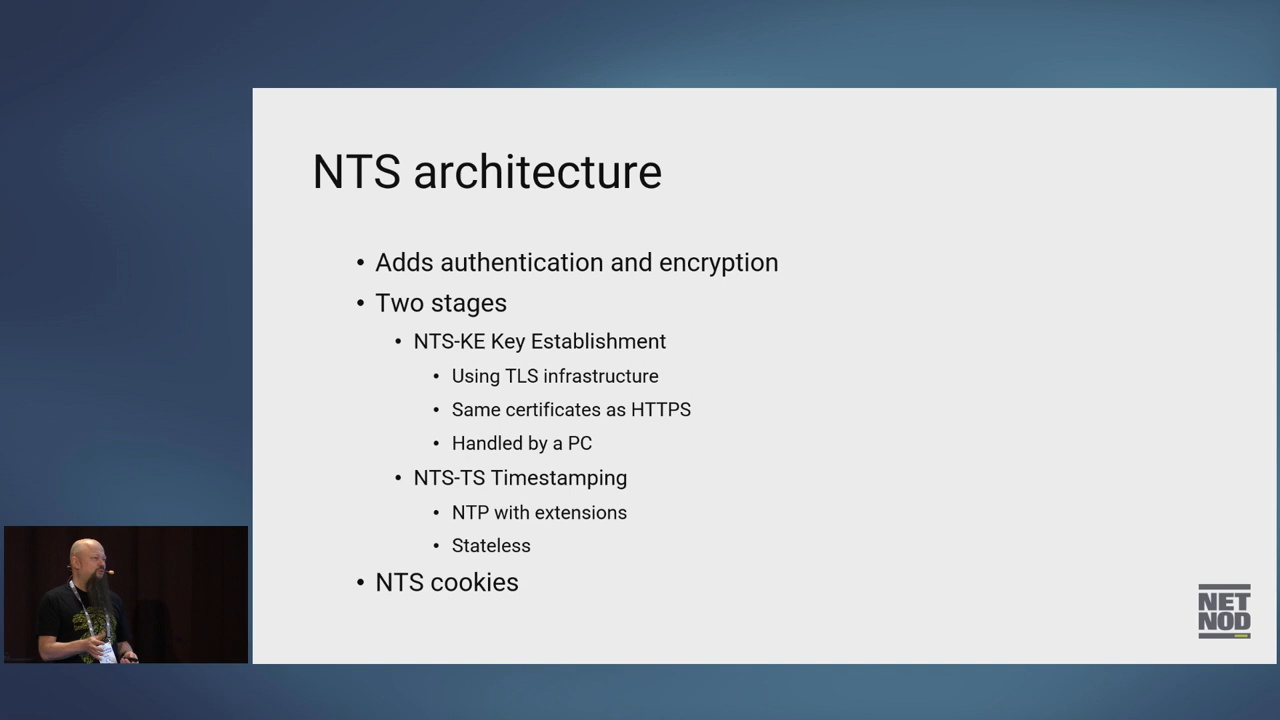 NTS architecture
• Adds authentication and encryption
• Two stages
• NTS-KE Key Establishment
• Using TLS infrastructure
• Same certificates as HTTPS
• Handled by a PC
• NTS-TS Timestamping
• NTP with extensions
• Stateless
• NTS cookies
NET
NOD